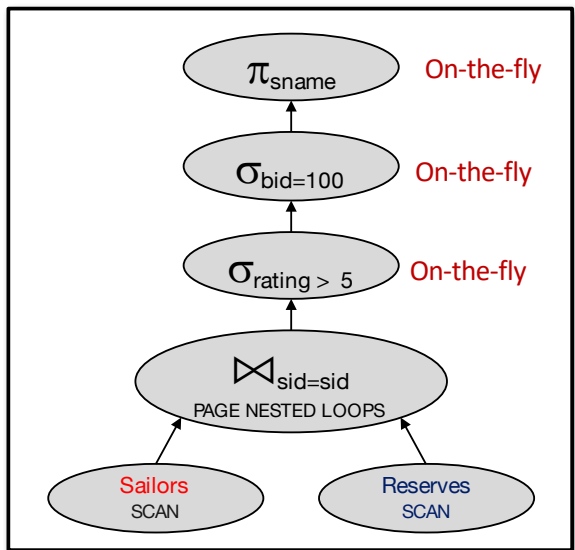 πsname On-the-fly
σbid=100 On-the-fly
σrating > 5 On-the-fly
⋈sid=sid
PAGE NESTED LOOPS
Sailors
SCAN
Reserves
SCAN